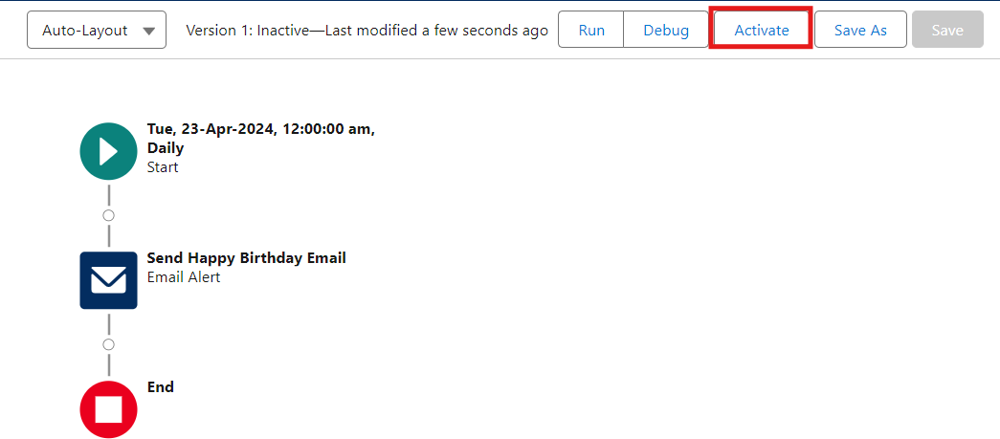 Auto-Layout
Version 1: Inactive—Last modified a few seconds ago
Run
Debug
Activate
Save As
Save
Tue, 23-Apr-2024, 12:00:00 am,
Daily
Start
Send Happy Birthday Email
Email Alert
End